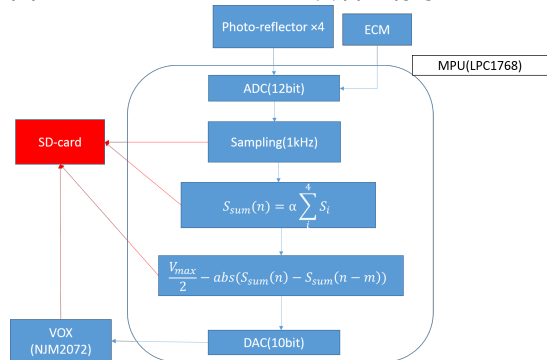 Photo-reflector ×4
ECM
MPU(LPC1768)
ADC(12bit)
SD-card
Sampling(1kHz)
S_sum(n) = α ∑_i^4 S_i
V_max/2 − abs(S_sum(n) − S_sum(n − m))
VOX
(NJM2072)
DAC(10bit)